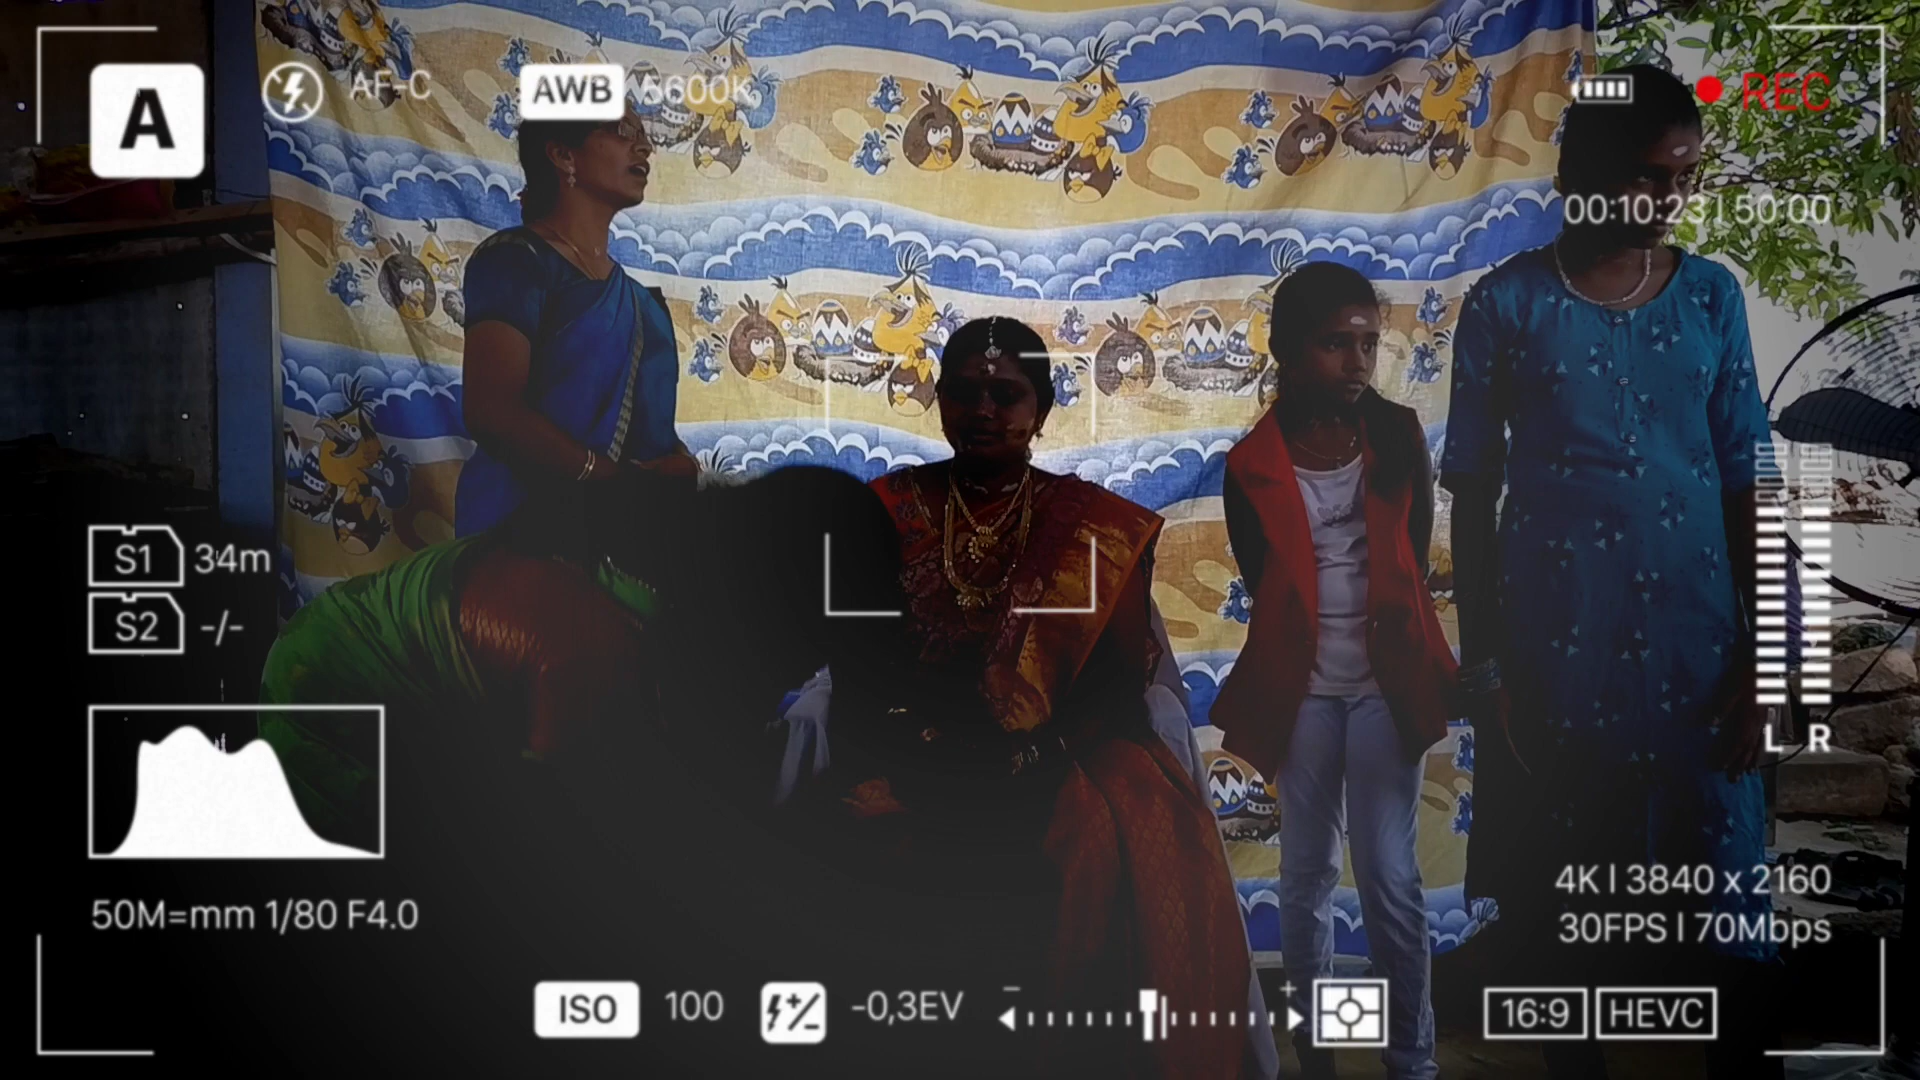 A
AF-C
AWB 5600K
REC
00:10:23 | 50:00
S1 34m
S2 -/-
L R
50M=mm 1/80 F4.0
4K | 3840 x 2160
30FPS | 70Mbps
ISO 100
-0,3EV
- +
16:9 HEVC